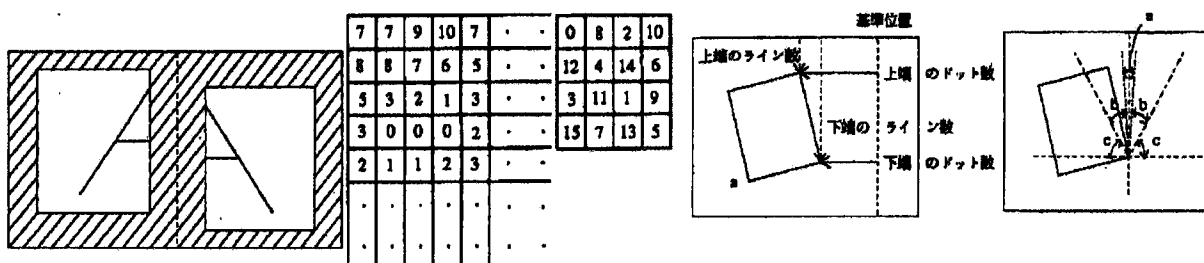 7 7 9 10 7 · ·
8 8 7 6 5 · ·
5 3 2 1 3 · ·
3 0 0 0 2 · ·
2 1 1 2 3 · ·
· · · · · · ·
· · · · · · ·
0 8 2 10
12 4 14 6
3 11 1 9
15 7 13 5
基準位置
上端のライン数
上端 のドット数
下端の ライン数
下端 のドット数
a
a
b b
c c